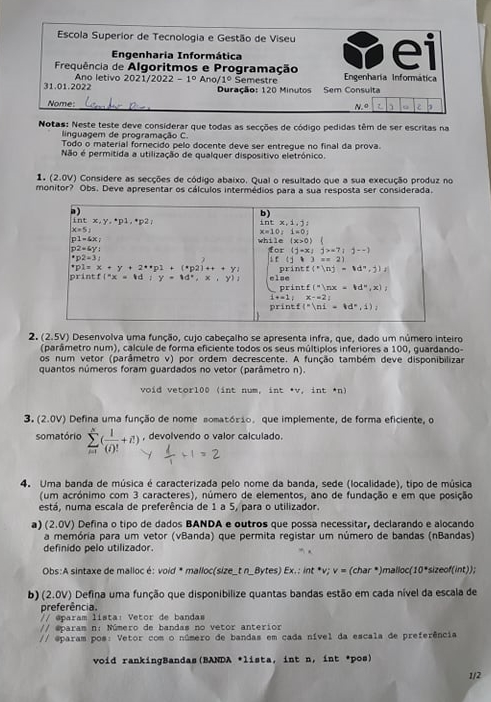 Escola Superior de Tecnologia e Gestão de Viseu
Engenharia Informática
Frequência de Algoritmos e Programação
Ano letivo 2021/2022 – 1º Ano/1º Semestre
31.01.2022 Duração: 120 Minutos Sem Consulta
ei
Engenharia Informática
Nome: N.º
Notas: Neste teste deve considerar que todas as secções de código pedidas têm de ser escritas na
linguagem de programação C.
Todo o material fornecido pelo docente deve ser entregue no final da prova.
Não é permitida a utilização de qualquer dispositivo eletrónico.
1. (2.0V) Considere as secções de código abaixo. Qual o resultado que a sua execução produz no
monitor? Obs. Deve apresentar os cálculos intermédios para a sua resposta ser considerada.
a)
int x,y,*p1,*p2;
x=5;
p1=&x;
p2=&y;
*p2=3;
*p1= x + y + 2**p1 + (*p2)++ + y;
printf("x = %d ; y = %d", x , y);
b)
int x,i,j;
x=10; i=0;
while (x>0) {
for (j=x; j>=7; j--)
if (j % 3 == 2)
printf("\nj = %d",j);
else
printf("\nx = %d",x);
i+=1; x-=2;
printf("\ni = %d",i);
}
2. (2.5V) Desenvolva uma função, cujo cabeçalho se apresenta infra, que, dado um número inteiro
(parâmetro num), calcule de forma eficiente todos os seus múltiplos inferiores a 100, guardando-
os num vetor (parâmetro v) por ordem decrescente. A função também deve disponibilizar
quantos números foram guardados no vetor (parâmetro n).
void vetor100 (int num, int *v, int *n)
3. (2.0V) Defina uma função de nome somatório, que implemente, de forma eficiente, o
somatório ∑ i=1 N (1/(i)! + i!) , devolvendo o valor calculado.
1/1 +1 = 2
4. Uma banda de música é caracterizada pelo nome da banda, sede (localidade), tipo de música
(um acrónimo com 3 caracteres), número de elementos, ano de fundação e em que posição
está, numa escala de preferência de 1 a 5, para o utilizador.
a) (2.0V) Defina o tipo de dados BANDA e outros que possa necessitar, declarando e alocando
a memória para um vetor (vBanda) que permita registar um número de bandas (nBandas)
definido pelo utilizador.
Obs:A sintaxe de malloc é: void * malloc(size_t n_Bytes) Ex.: int *v; v = (char *)malloc(10*sizeof(int));
b) (2.0V) Defina uma função que disponibilize quantas bandas estão em cada nível da escala de
preferência.
// @param lista: Vetor de bandas
// @param n: Número de bandas no vetor anterior
// @param pos: Vetor com o número de bandas em cada nível da escala de preferência
void rankingBandas(BANDA *lista, int n, int *pos)
1/2